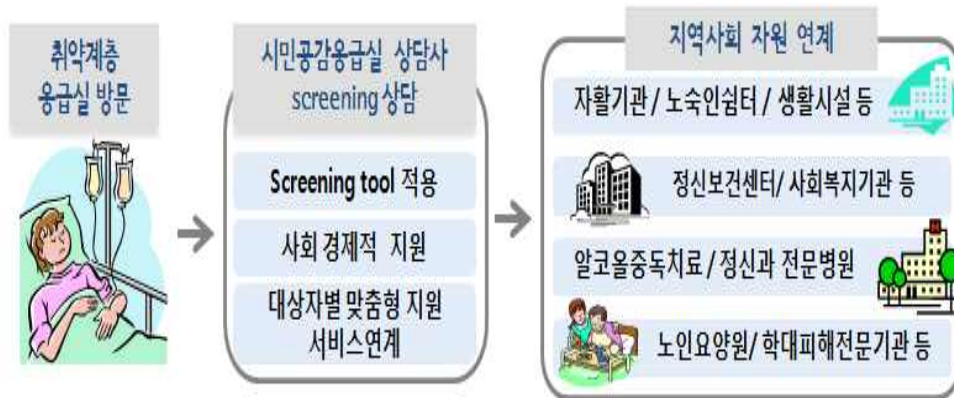 취약계층
응급실 방문
시민공감응급실 상담사
screening 상담
Screening tool 적용
사회 경제적 지원
대상자별 맞춤형 지원
서비스연계
지역사회 자원 연계
자활기관 / 노숙인쉼터 / 생활시설 등
정신보건센터/ 사회복지기관 등
알코올중독치료 / 정신과 전문병원
노인요양원/ 학대피해전문기관 등